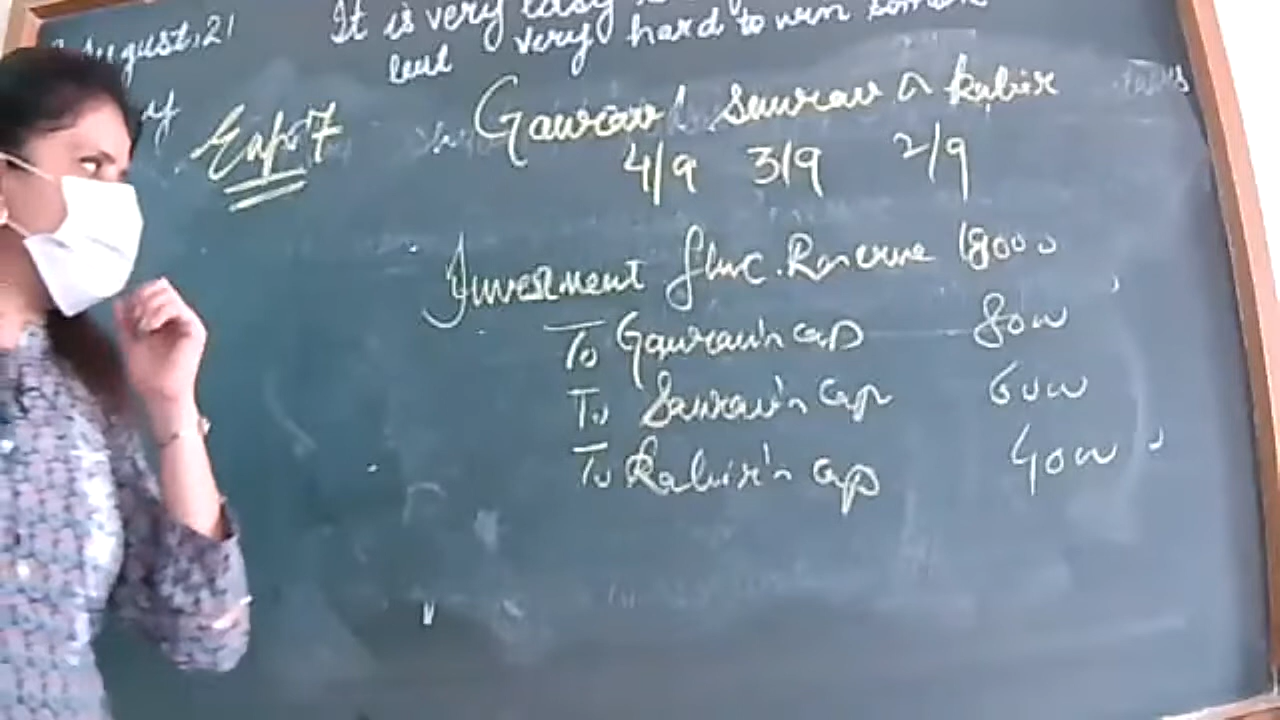 August, 21 It is very easy
but very hard to win
Exp:7 Gaurav, Saurav & Kabir
4/9 3/9 2/9
Investment fluc. Reserve 18000
To Gaurav's cap 8000
To Saurav's cap 6000
To Kabir's cap 4000